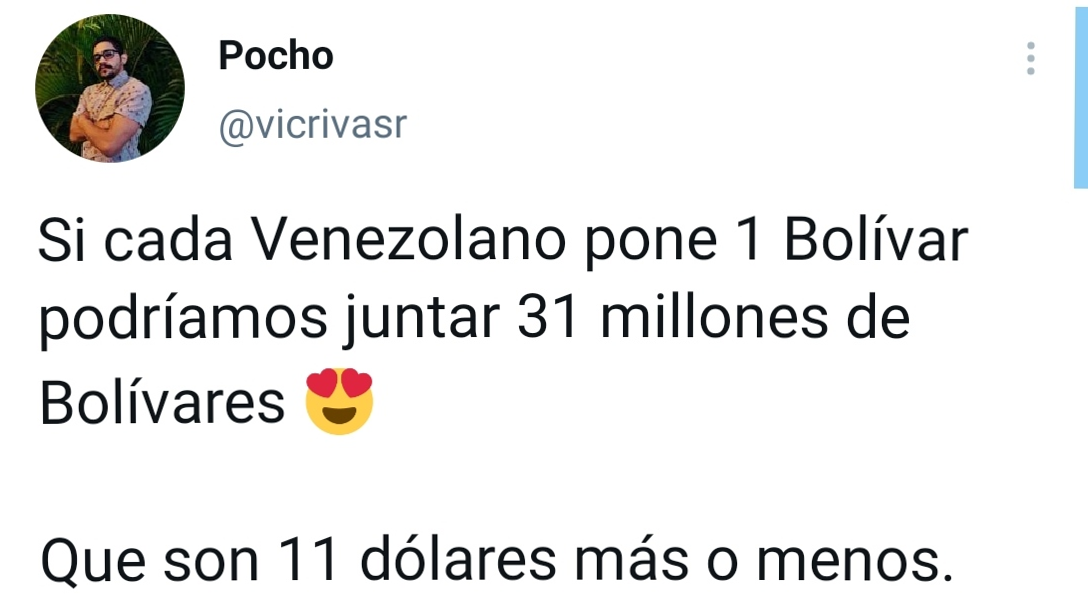 Pocho
@vicrivasr
Si cada Venezolano pone 1 Bolívar
podríamos juntar 31 millones de
Bolívares 😍
Que son 11 dólares más o menos.